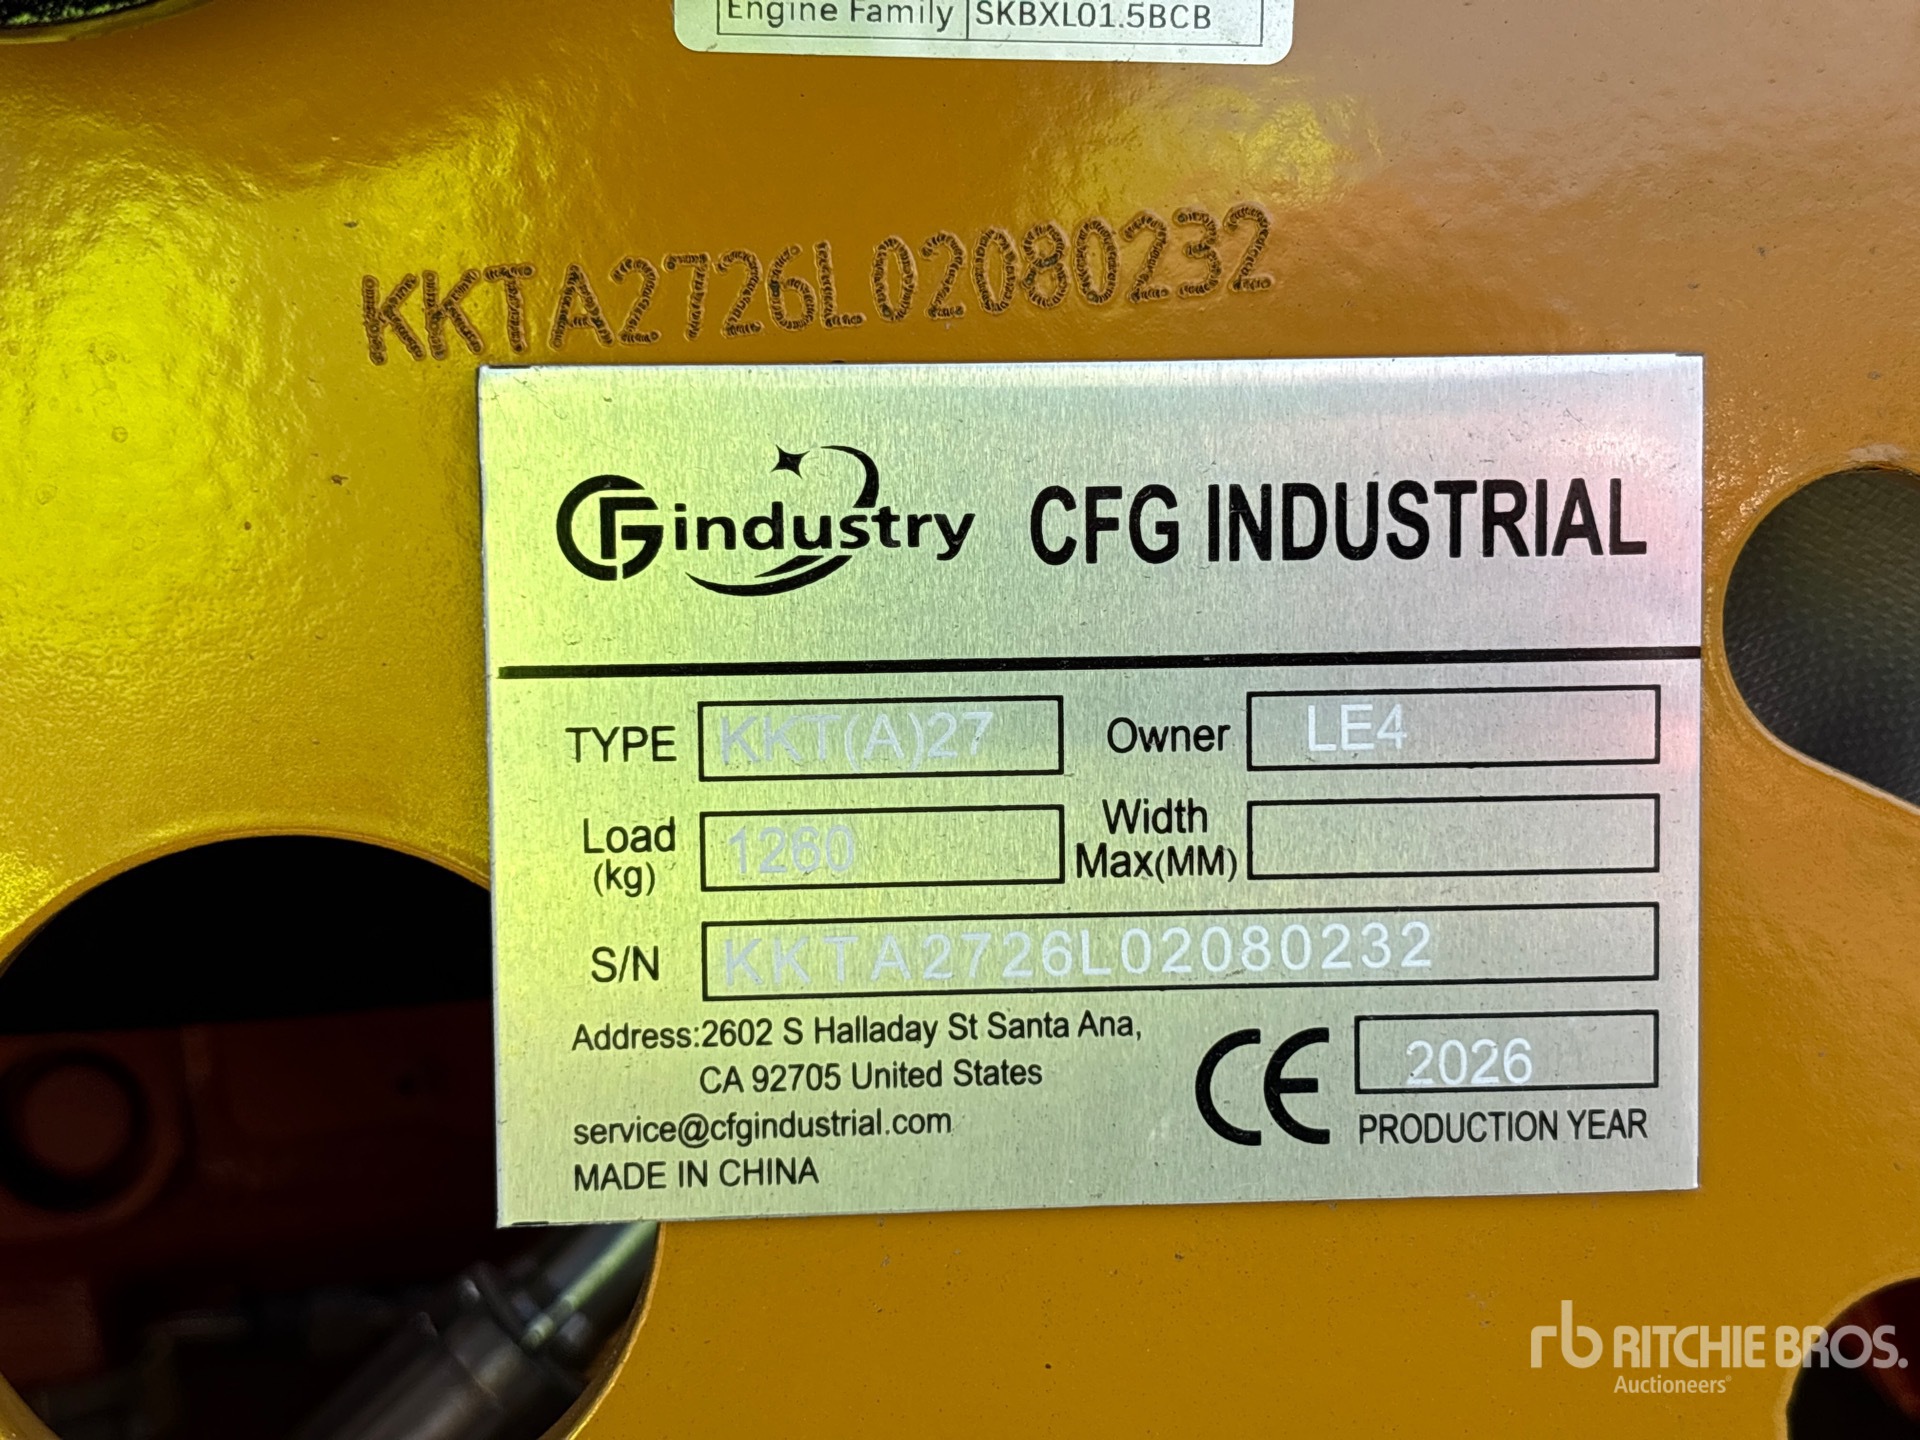 Engine Family SKBXL01.5BCB
KKTA2726L02080232
CFGindustry CFG INDUSTRIAL
TYPE KKT(A)27 Owner LE4
Load (kg) 1260 Width Max(MM)
S/N KKTA2726L02080232
Address:2602 S Halladay St Santa Ana,
CA 92705 United States
service@cfgindustrial.com
MADE IN CHINA
CE 2026
PRODUCTION YEAR
rb RITCHIE BROS.
Auctioneers